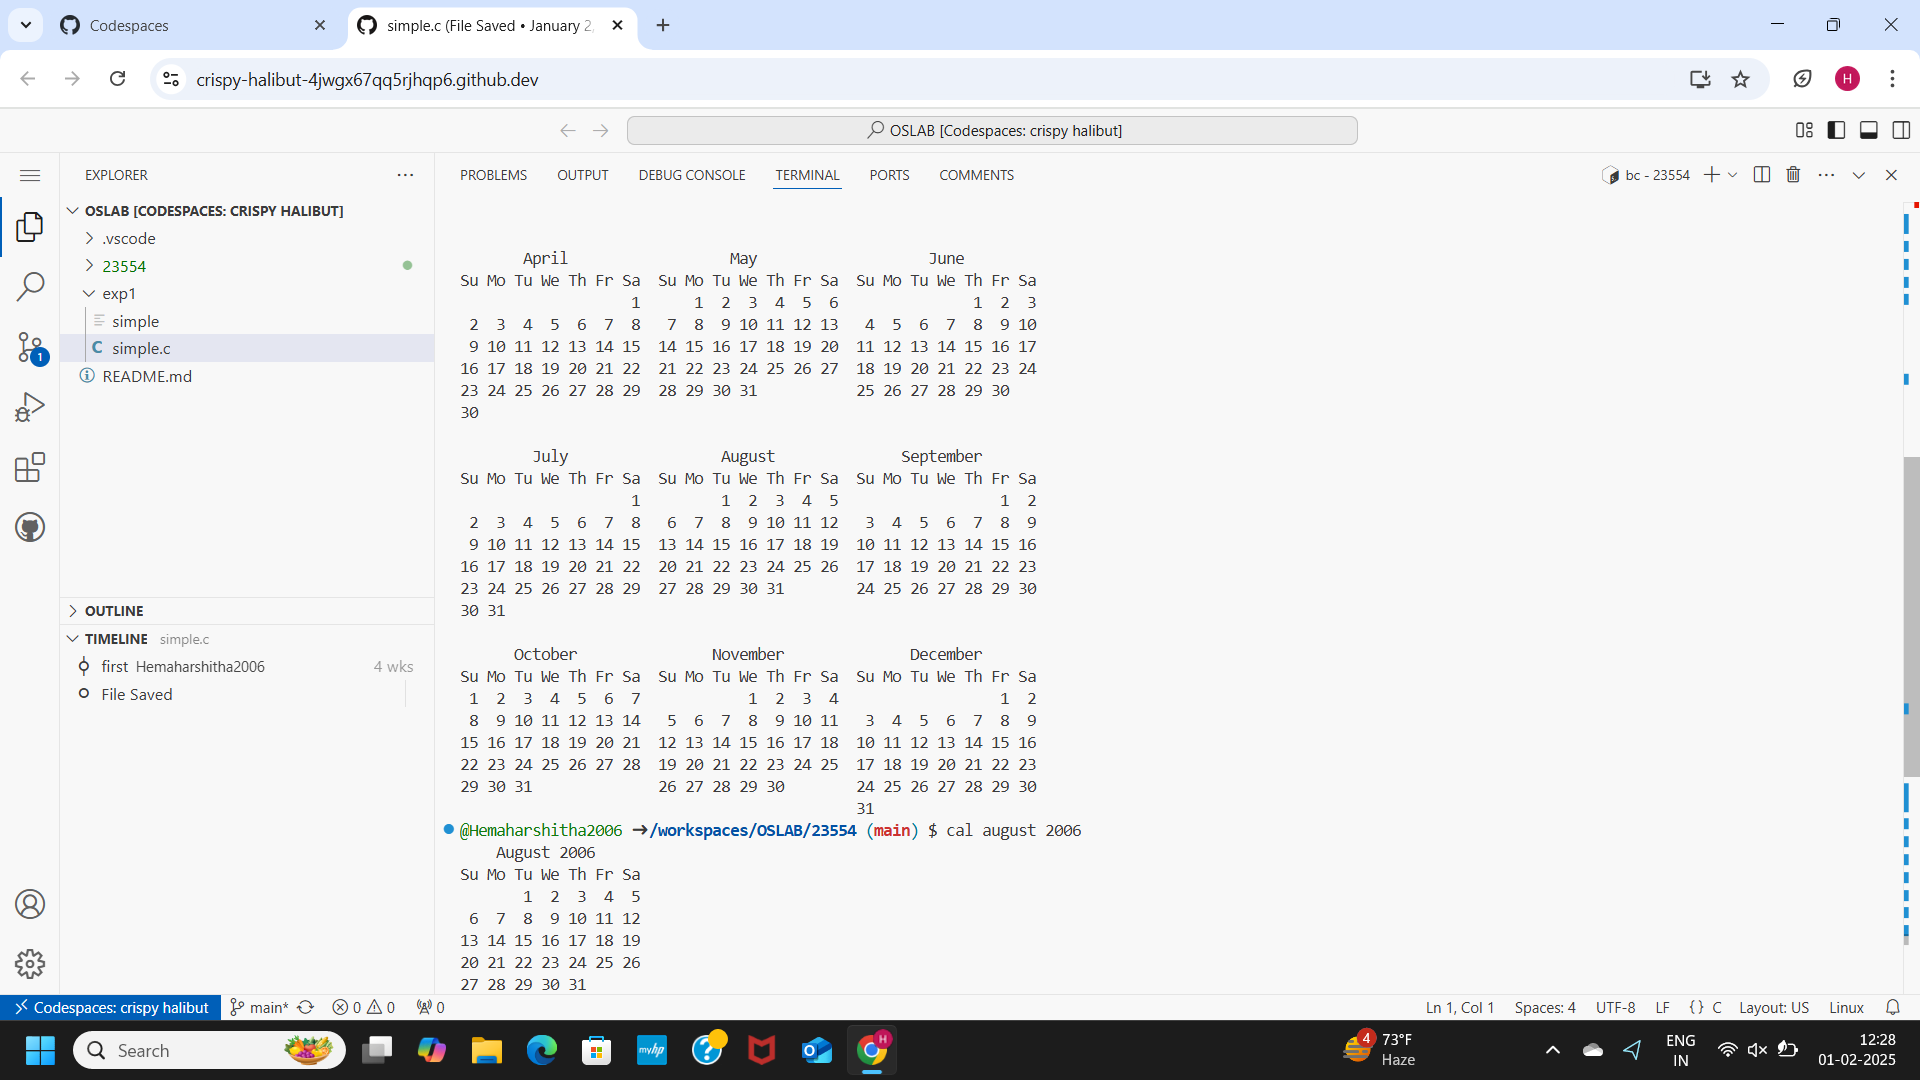 Codespaces
simple.c (File Saved • January 2,
crispy-halibut-4jwgx67qq5rjhqp6.github.dev
H
OSLAB [Codespaces: crispy halibut]
EXPLORER
PROBLEMS OUTPUT DEBUG CONSOLE TERMINAL PORTS COMMENTS
bc - 23554
OSLAB [CODESPACES: CRISPY HALIBUT]
.vscode
23554
exp1
simple
C simple.c
README.md
1
OUTLINE
TIMELINE simple.c
first Hemaharshitha2006 4 wks
File Saved
April May June
Su Mo Tu We Th Fr Sa Su Mo Tu We Th Fr Sa Su Mo Tu We Th Fr Sa
1 1 2 3 4 5 6 1 2 3
2 3 4 5 6 7 8 7 8 9 10 11 12 13 4 5 6 7 8 9 10
9 10 11 12 13 14 15 14 15 16 17 18 19 20 11 12 13 14 15 16 17
16 17 18 19 20 21 22 21 22 23 24 25 26 27 18 19 20 21 22 23 24
23 24 25 26 27 28 29 28 29 30 31 25 26 27 28 29 30
30
July August September
Su Mo Tu We Th Fr Sa Su Mo Tu We Th Fr Sa Su Mo Tu We Th Fr Sa
1 1 2 3 4 5 1 2
2 3 4 5 6 7 8 6 7 8 9 10 11 12 3 4 5 6 7 8 9
9 10 11 12 13 14 15 13 14 15 16 17 18 19 10 11 12 13 14 15 16
16 17 18 19 20 21 22 20 21 22 23 24 25 26 17 18 19 20 21 22 23
23 24 25 26 27 28 29 27 28 29 30 31 24 25 26 27 28 29 30
30 31
October November December
Su Mo Tu We Th Fr Sa Su Mo Tu We Th Fr Sa Su Mo Tu We Th Fr Sa
1 2 3 4 5 6 7 1 2 3 4 1 2
8 9 10 11 12 13 14 5 6 7 8 9 10 11 3 4 5 6 7 8 9
15 16 17 18 19 20 21 12 13 14 15 16 17 18 10 11 12 13 14 15 16
22 23 24 25 26 27 28 19 20 21 22 23 24 25 17 18 19 20 21 22 23
29 30 31 26 27 28 29 30 24 25 26 27 28 29 30
31
@Hemaharshitha2006 ➜/workspaces/OSLAB/23554 (main) $ cal august 2006
August 2006
Su Mo Tu We Th Fr Sa
1 2 3 4 5
6 7 8 9 10 11 12
13 14 15 16 17 18 19
20 21 22 23 24 25 26
27 28 29 30 31
Codespaces: crispy halibut main* 0 0 0
Ln 1, Col 1 Spaces: 4 UTF-8 LF {} C Layout: US Linux
Search
myhp
H
4
73°F
Haze
ENG
IN
12:28
01-02-2025